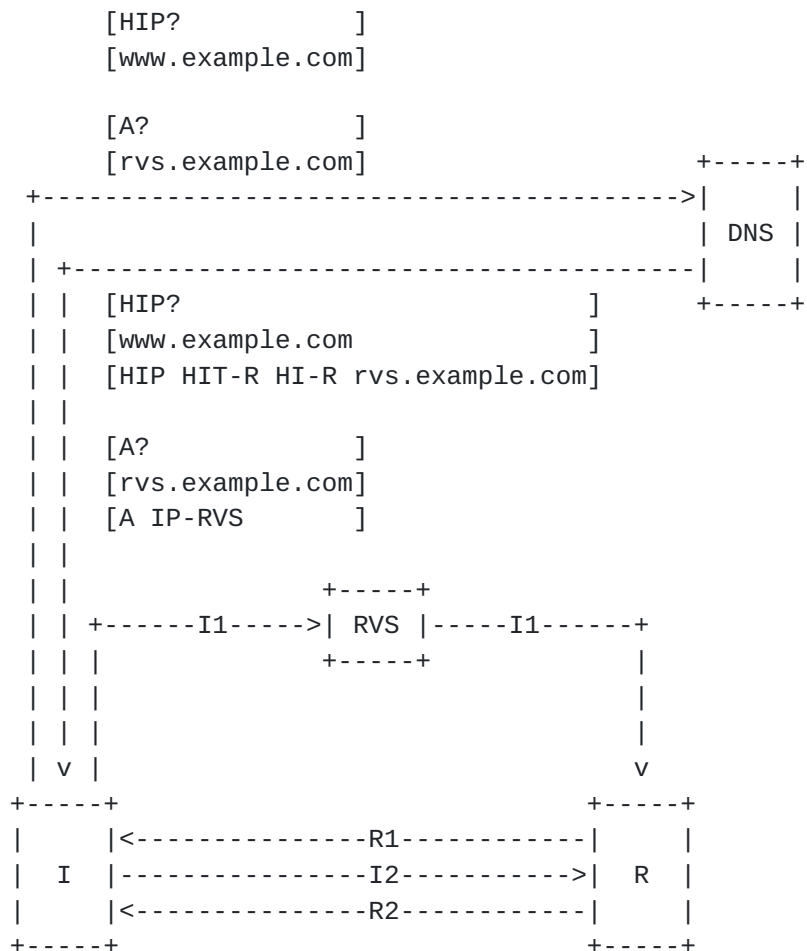 [HIP? ]
[www.example.com]
[A? ]
[rvs.example.com]
DNS
[HIP? ]
[www.example.com ]
[HIP HIT-R HI-R rvs.example.com]
[A? ]
[rvs.example.com]
[A IP-RVS ]
I1 RVS I1
R1
I I2 R
R2